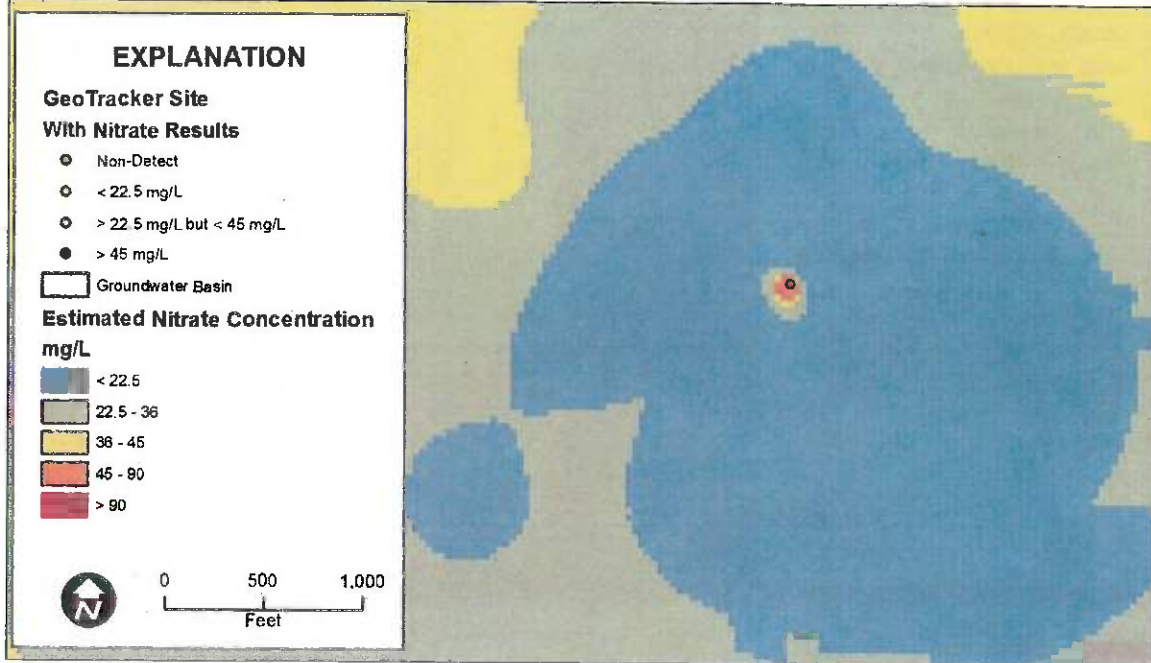 EXPLANATION
GeoTracker Site
With Nitrate Results
Non-Detect
< 22.5 mg/L
> 22.5 mg/L but < 45 mg/L
> 45 mg/L
Groundwater Basin
Estimated Nitrate Concentration
mg/L
< 22.5
22.5 - 36
36 - 45
45 - 90
> 90
N
0 500 1,000
Feet